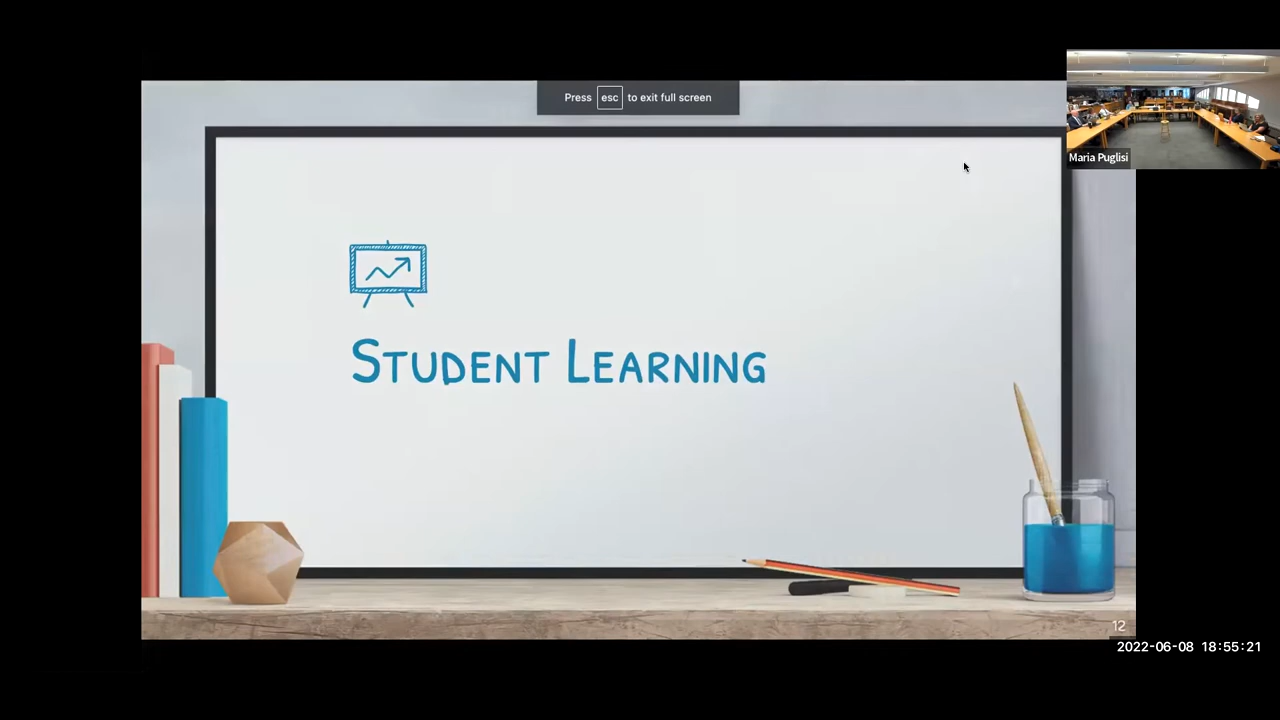 Press esc to exit full screen
Maria Puglisi
Student Learning
12
2022-06-08 18:55:21